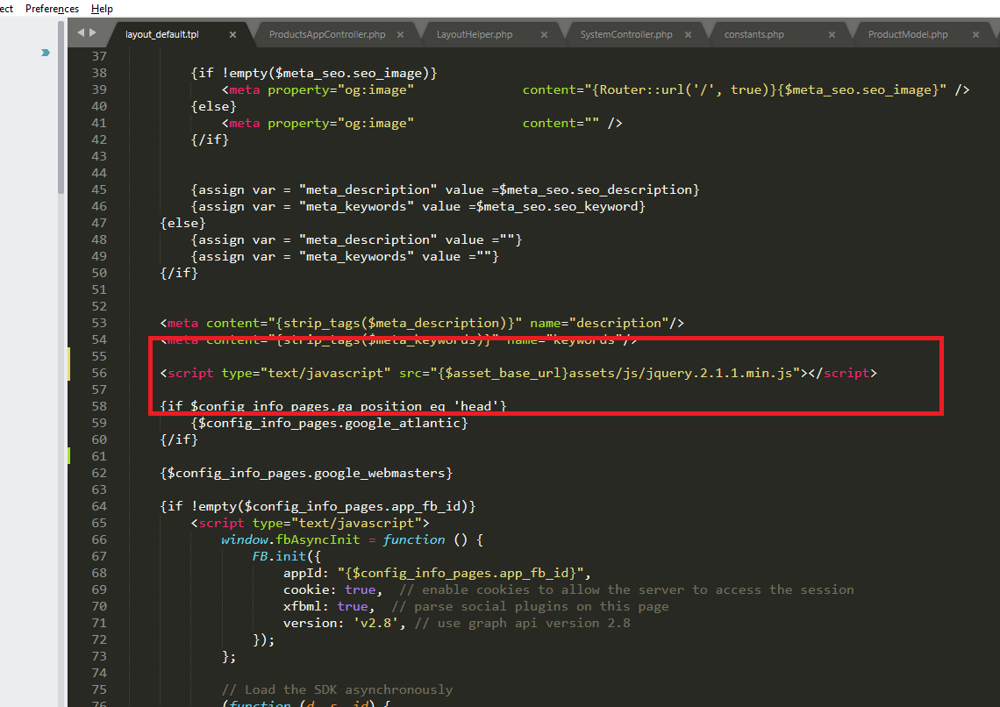 ect Preferences Help
layout_default.tpl × ProductsAppController.php × LayoutHelper.php × SystemController.php × constants.php × ProductModel.php ×
37
38 {if !empty($meta_seo.seo_image)}
39 <meta property="og:image" content="{Router::url('/', true)}{$meta_seo.seo_image}" />
40 {else}
41 <meta property="og:image" content="" />
42 {/if}
43
44
45 {assign var = "meta_description" value =$meta_seo.seo_description}
46 {assign var = "meta_keywords" value =$meta_seo.seo_keyword}
47 {else}
48 {assign var = "meta_description" value =""}
49 {assign var = "meta_keywords" value =""}
50 {/if}
51
52
53 <meta content="{strip_tags($meta_description)}" name="description"/>
54 <meta content="{strip_tags($meta_keywords)}" name="keywords"/>
55
56 <script type="text/javascript" src="{$asset_base_url}assets/js/jquery.2.1.1.min.js"></script>
57
58 {if $config_info_pages.ga_position eq 'head'}
59 {$config_info_pages.google_atlantic}
60 {/if}
61
62 {$config_info_pages.google_webmasters}
63
64 {if !empty($config_info_pages.app_fb_id)}
65 <script type="text/javascript">
66 window.fbAsyncInit = function () {
67 FB.init({
68 appId: "{$config_info_pages.app_fb_id}",
69 cookie: true, // enable cookies to allow the server to access the session
70 xfbml: true, // parse social plugins on this page
71 version: 'v2.8', // use graph api version 2.8
72 });
73 };
74
75 // Load the SDK asynchronously
76 (function (d, s, id) {